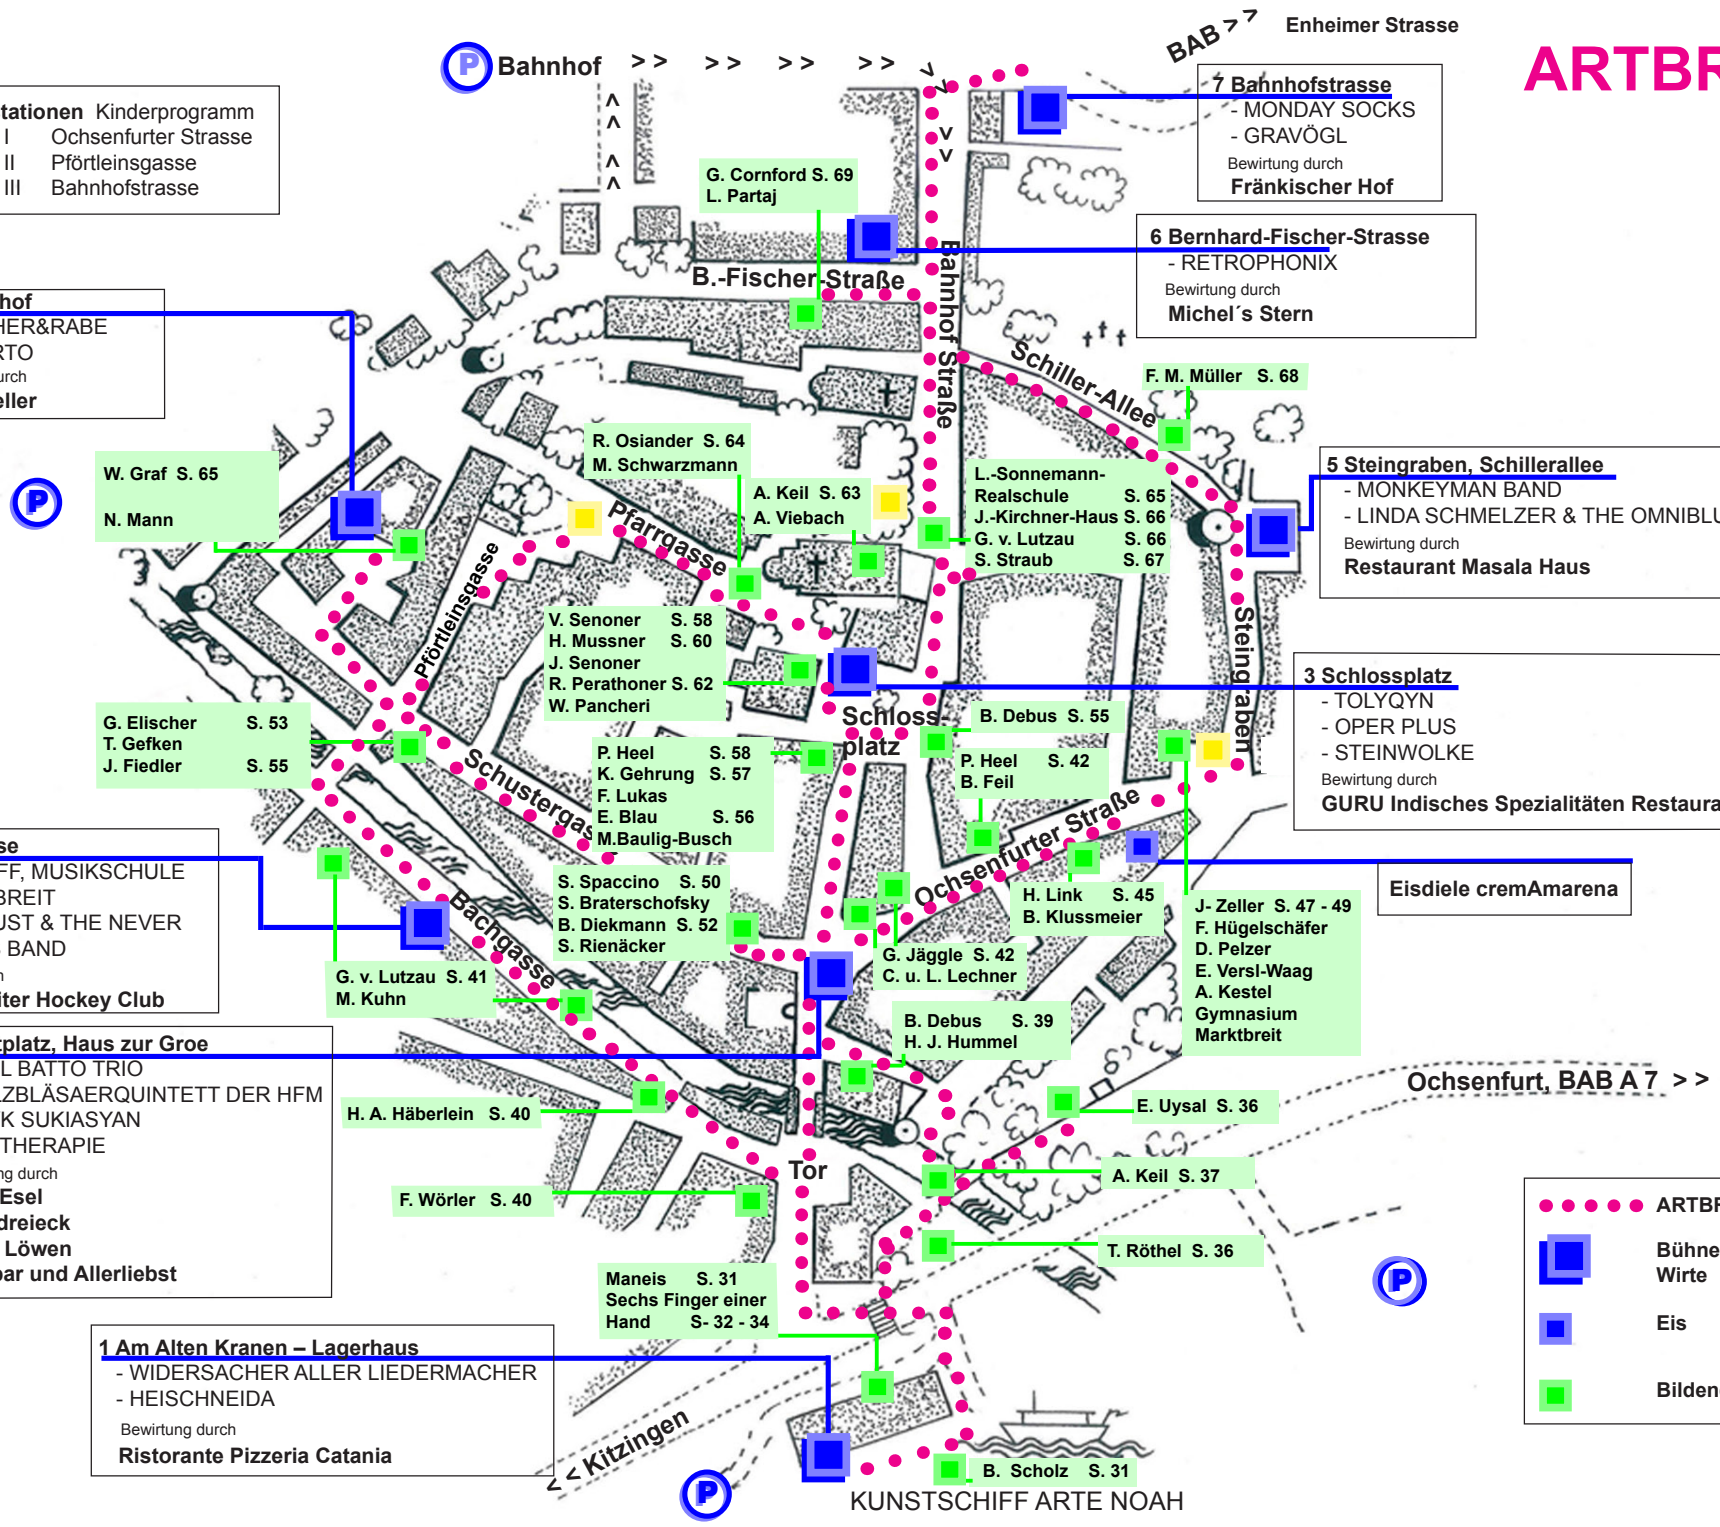 BAB > >
Enheimer Strasse
ARTBR
P Bahnhof > > > > > > > >
tationen Kinderprogramm
I Ochsenfurter Strasse
II Pförtleinsgasse
III Bahnhofstrasse
7 Bahnhofstrasse
- MONDAY SOCKS
- GRAVÖGL
Bewirtung durch
Fränkischer Hof
G. Cornford S. 69
L. Partaj
6 Bernhard-Fischer-Strasse
- RETROPHONIX
Bewirtung durch
Michel´s Stern
B.-Fischer-Straße
Bahnhof Straße
hof
HER&RABE
RTO
urch
eller
Schiller-Allee
F. M. Müller S. 68
R. Osiander S. 64
M. Schwarzmann
W. Graf S. 65
N. Mann
P
A. Keil S. 63
A. Viebach
L.-Sonnemann-
Realschule S. 65
J.-Kirchner-Haus S. 66
G. v. Lutzau S. 66
S. Straub S. 67
5 Steingraben, Schillerallee
- MONKEYMAN BAND
- LINDA SCHMELZER & THE OMNIBLU
Bewirtung durch
Restaurant Masala Haus
Pfarrgasse
Pförtleinsgasse
V. Senoner S. 58
H. Mussner S. 60
J. Senoner
R. Perathoner S. 62
W. Pancheri
Steingraben
3 Schlossplatz
- TOLYQYN
- OPER PLUS
- STEINWOLKE
Bewirtung durch
GURU Indisches Spezialitäten Restaura
Schloss-
platz
G. Elischer S. 53
T. Gefken
J. Fiedler S. 55
B. Debus S. 55
Schustergas
P. Heel S. 58
K. Gehrung S. 57
F. Lukas
E. Blau S. 56
M.Baulig-Busch
P. Heel S. 42
B. Feil
Ochsenfurter Straße
se
FF, MUSIKSCHULE
BREIT
UST & THE NEVER
S BAND
h
iter Hockey Club
Bachgasse
S. Spaccino S. 50
S. Braterschofsky
B. Diekmann S. 52
S. Rienäcker
H. Link S. 45
B. Klussmeier
Eisdiele cremAmarena
J- Zeller S. 47 - 49
F. Hügelschäfer
D. Pelzer
E. Versl-Waag
A. Kestel
Gymnasium
Marktbreit
G. Jäggle S. 42
C. u. L. Lechner
G. v. Lutzau S. 41
M. Kuhn
B. Debus S. 39
H. J. Hummel
tplatz, Haus zur Groe
L BATTO TRIO
LZBLÄSAERQUINTETT DER HFM
K SUKIASYAN
THERAPIE
ng durch
Esel
dreieck
Löwen
bar und Allerliebst
Ochsenfurt, BAB A 7 > >
H. A. Häberlein S. 40
E. Uysal S. 36
Tor
A. Keil S. 37
F. Wörler S. 40
T. Röthel S. 36
Maneis S. 31
Sechs Finger einer
Hand S- 32 - 34
P
ARTBR
Bühne
Wirte
Eis
Bilden
1 Am Alten Kranen – Lagerhaus
- WIDERSACHER ALLER LIEDERMACHER
- HEISCHNEIDA
Bewirtung durch
Ristorante Pizzeria Catania
< < Kitzingen
P
B. Scholz S. 31
KUNSTSCHIFF ARTE NOAH